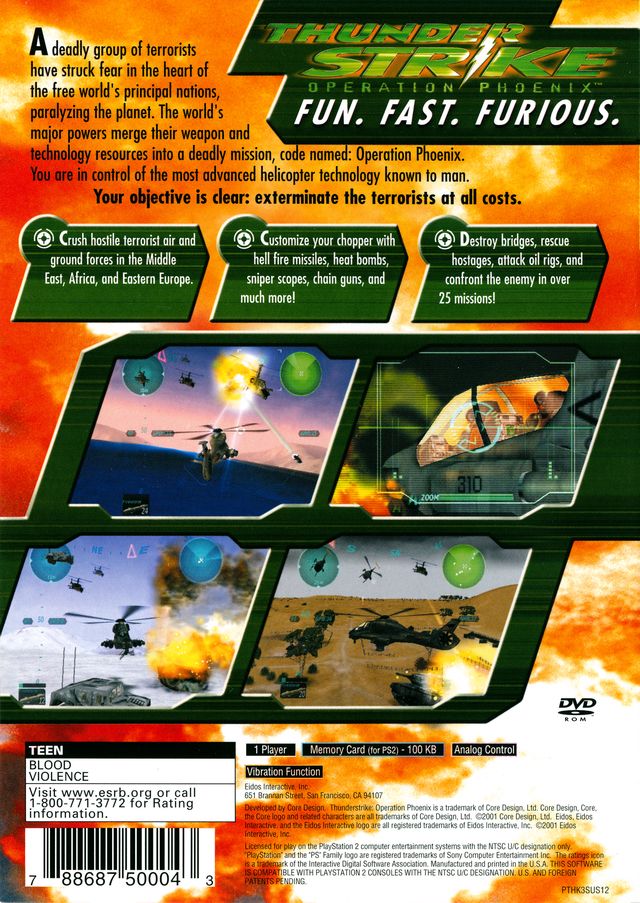 THUNDER
STRIKE
OPERATION PHOENIX™
FUN. FAST. FURIOUS.
A deadly group of terrorists
have struck fear in the heart of
the free world's principal nations,
paralyzing the planet. The world's
major powers merge their weapon and
technology resources into a deadly mission, code named: Operation Phoenix.
You are in control of the most advanced helicopter technology known to man.
Your objective is clear: exterminate the terrorists at all costs.
Crush hostile terrorist air and
ground forces in the Middle
East, Africa, and Eastern Europe.
Customize your chopper with
hell fire missiles, heat bombs,
sniper scopes, chain guns, and
much more!
Destroy bridges, rescue
hostages, attack oil rigs, and
confront the enemy in over
25 missions!
50
24
310
ZOOM
NE
E
50
S
DVD
ROM
TEEN
BLOOD
VIOLENCE
Visit www.esrb.org or call
1-800-771-3772 for Rating
information.
1 Player
Memory Card (for PS2) - 100 KB
Analog Control
Vibration Function
Eidos Interactive, Inc.
651 Brannan Street, San Francisco, CA 94107
Developed by Core Design. Thunderstrike: Operation Phoenix is a trademark of Core Design, Ltd. Core Design, Core,
the Core logo and related characters are all trademarks of Core Design, Ltd. ©2001 Core Design, Ltd. Eidos, Eidos
Interactive, and the Eidos Interactive logo are all registered trademarks of Eidos Interactive, Inc. ©2001 Eidos
Interactive, Inc.
Licensed for play on the PlayStation 2 computer entertainment systems with the NTSC U/C designation only.
"PlayStation" and the "PS" Family logo are registered trademarks of Sony Computer Entertainment Inc. The ratings icon
is a trademark of the Interactive Digital Software Association. Manufactured and printed in the U.S.A. THIS SOFTWARE
IS COMPATIBLE WITH PLAYSTATION 2 CONSOLES WITH THE NTSC U/C DESIGNATION. U.S. AND FOREIGN
PATENTS PENDING.
7 88687 50004 3
PTHK3SUS12